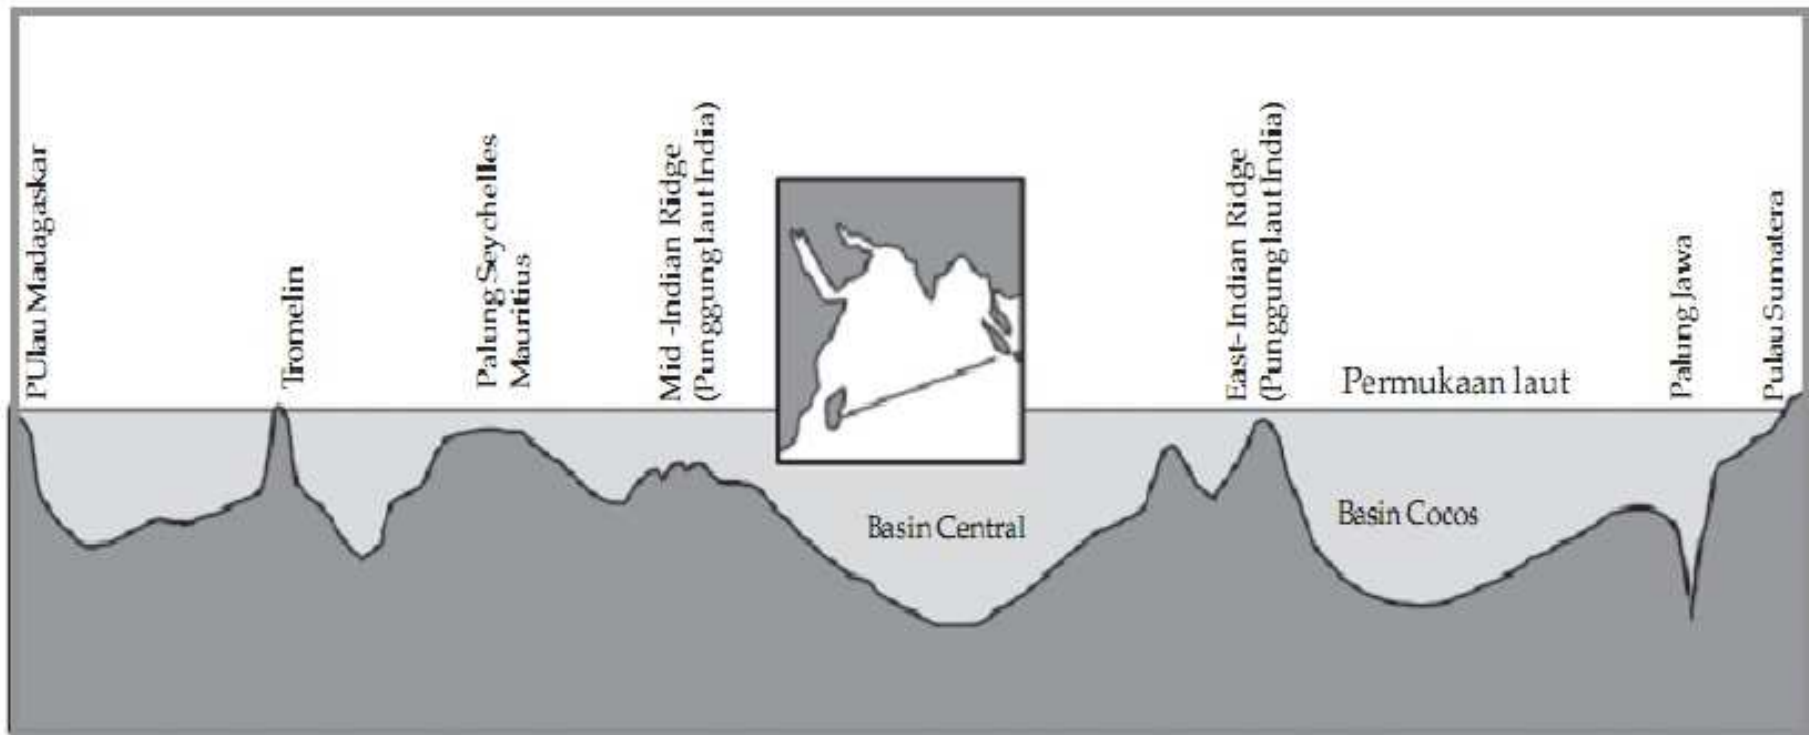 PUlau Madagaskar
Tromelin
Palung Seychelles
Mauritius
Mid -Indian Ridge
(Punggung laut India)
East-Indian Ridge
(Punggung laut India)
Permukaan laut
Palung Jawa
Pulau Sumatera
Basin Central
Basin Cocos